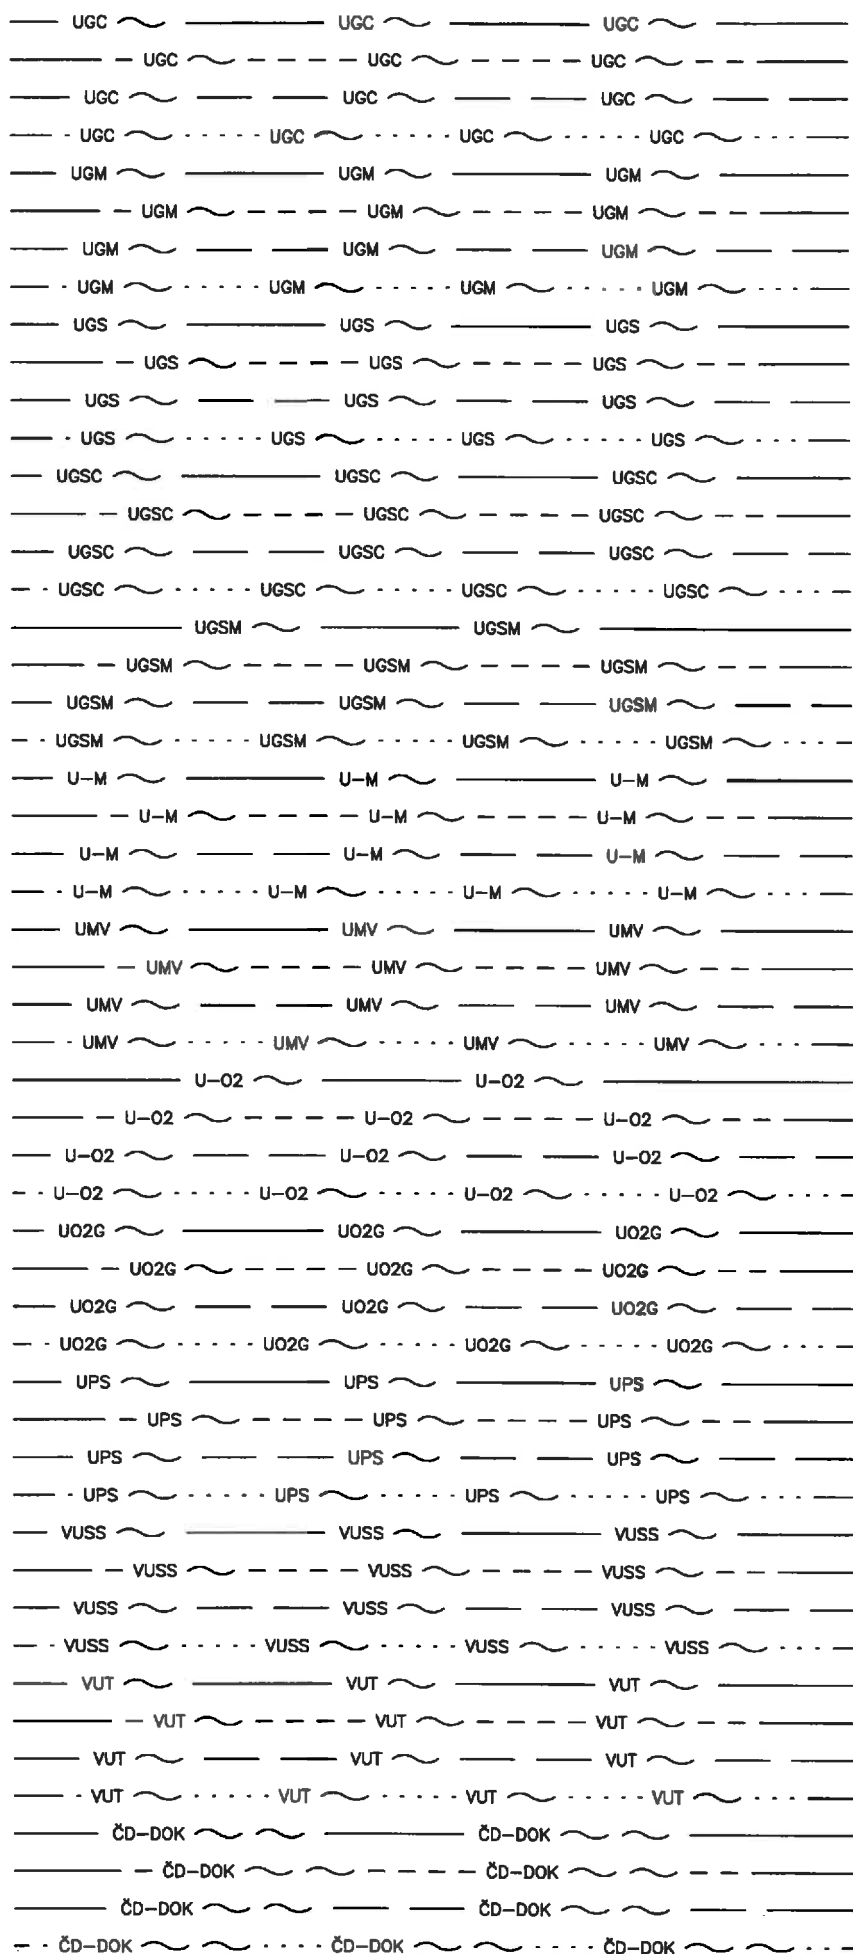 UGC UGC UGC
UGC UGC UGC
UGC UGC UGC
UGC UGC UGC UGC
UGM UGM UGM
UGM UGM UGM
UGM UGM UGM
UGM UGM UGM UGM
UGS UGS UGS
UGS UGS UGS
UGS UGS UGS
UGS UGS UGS UGS
UGSC UGSC UGSC
UGSC UGSC UGSC
UGSC UGSC UGSC
UGSC UGSC UGSC UGSC
UGSM UGSM
UGSM UGSM UGSM
UGSM UGSM UGSM
UGSM UGSM UGSM UGSM
U-M U-M U-M
U-M U-M U-M
U-M U-M U-M
U-M U-M U-M U-M
UMV UMV UMV
UMV UMV UMV
UMV UMV UMV
UMV UMV UMV UMV
U-O2 U-O2
U-O2 U-O2 U-O2
U-O2 U-O2 U-O2
U-O2 U-O2 U-O2 U-O2
UO2G UO2G UO2G
UO2G UO2G UO2G
UO2G UO2G UO2G
UO2G UO2G UO2G UO2G
UPS UPS UPS
UPS UPS UPS
UPS UPS UPS
UPS UPS UPS UPS
VUSS VUSS VUSS
VUSS VUSS VUSS
VUSS VUSS VUSS
VUSS VUSS VUSS VUSS
VUT VUT VUT
VUT VUT VUT
VUT VUT VUT
VUT VUT VUT VUT
ČD-DOK ČD-DOK
ČD-DOK ČD-DOK
ČD-DOK ČD-DOK
ČD-DOK ČD-DOK ČD-DOK